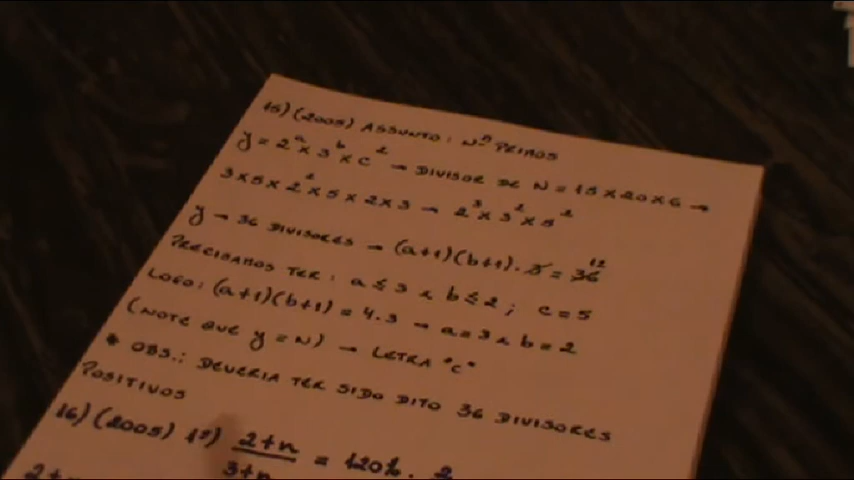 15) (2005) ASSUNTO: Nºs PRIMOS
y = 2^a × 3^b × c^2 → DIVISOR DE N = 15×20×6 →
3×5×2^2×5×2×3 → 2^3×3^2×5^2
y → 36 DIVISORES → (a+1)(b+1).3 = 36 12
PRECISAMOS TER: a ≤ 3 ∧ b ≤ 2; c = 5
LOGO: (a+1)(b+1) = 4.3 → a = 3 ∧ b = 2
(NOTE QUE y = N) → LETRA "C"
* OBS.: DEVERIA TER SIDO DITO 36 DIVISORES
POSITIVOS
16) (2005) 1º) 2+n/3+n = 120%. 2
2+n